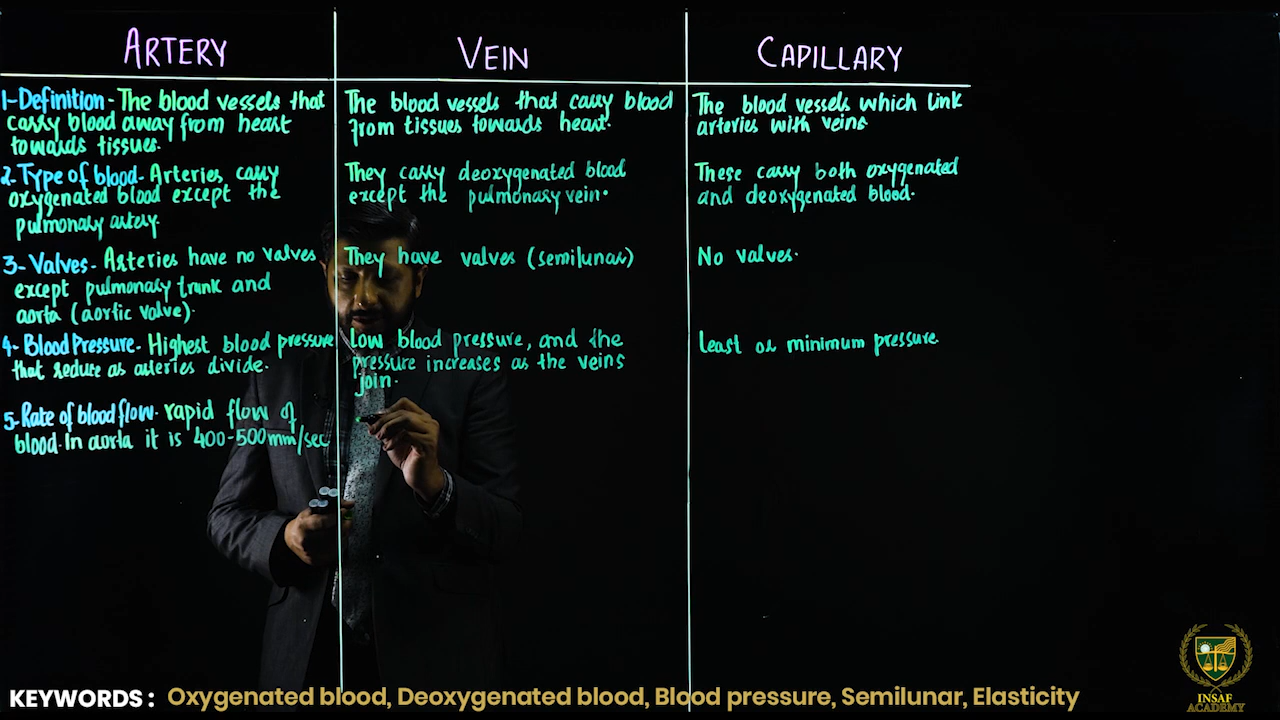 ARTERY
VEIN
CAPILLARY
1-Definition- The blood vessels that
carry blood away from heart
towards tissues.
The blood vessels that carry blood
from tissues towards heart.
The blood vessels which link
arteries with veins.
2-Type of blood- Arteries carry
oxygenated blood except the
pulmonary artery.
They carry deoxygenated blood
except the pulmonary vein.
These carry both oxygenated
and deoxygenated blood.
3-Valves- Arteries have no valves
except pulmonary trunk and
aorta (aortic valve).
They have valves (semilunar)
No valves.
4-Blood Pressure- Highest blood pressure
that reduce as arteries divide.
Low blood pressure, and the
pressure increases as the veins
join.
Least or minimum pressure.
5-Rate of blood flow- rapid flow of
blood. In aorta it is 400-500mm/sec
KEYWORDS: Oxygenated blood, Deoxygenated blood, Blood pressure, Semilunar, Elasticity
INSAF
ACADEMY